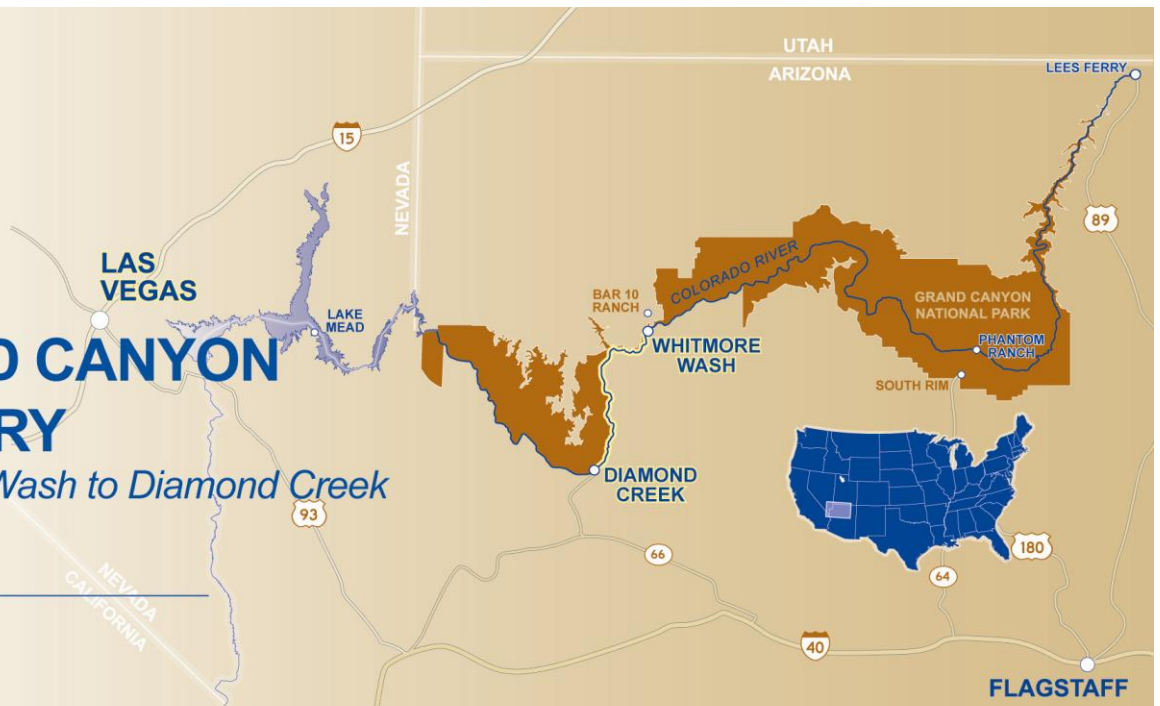 UTAH
ARIZONA
LEES FERRY
15
NEVADA
89
LAS
VEGAS
LAKE
MEAD
COLORADO RIVER
BAR 10
RANCH
GRAND CANYON
NATIONAL PARK
WHITMORE
WASH
PHANTOM
RANCH
SOUTH RIM
D CANYON
RY
Wash to Diamond Creek
DIAMOND
CREEK
93
66
180
64
NEVADA
CALIFORNIA
40
FLAGSTAFF